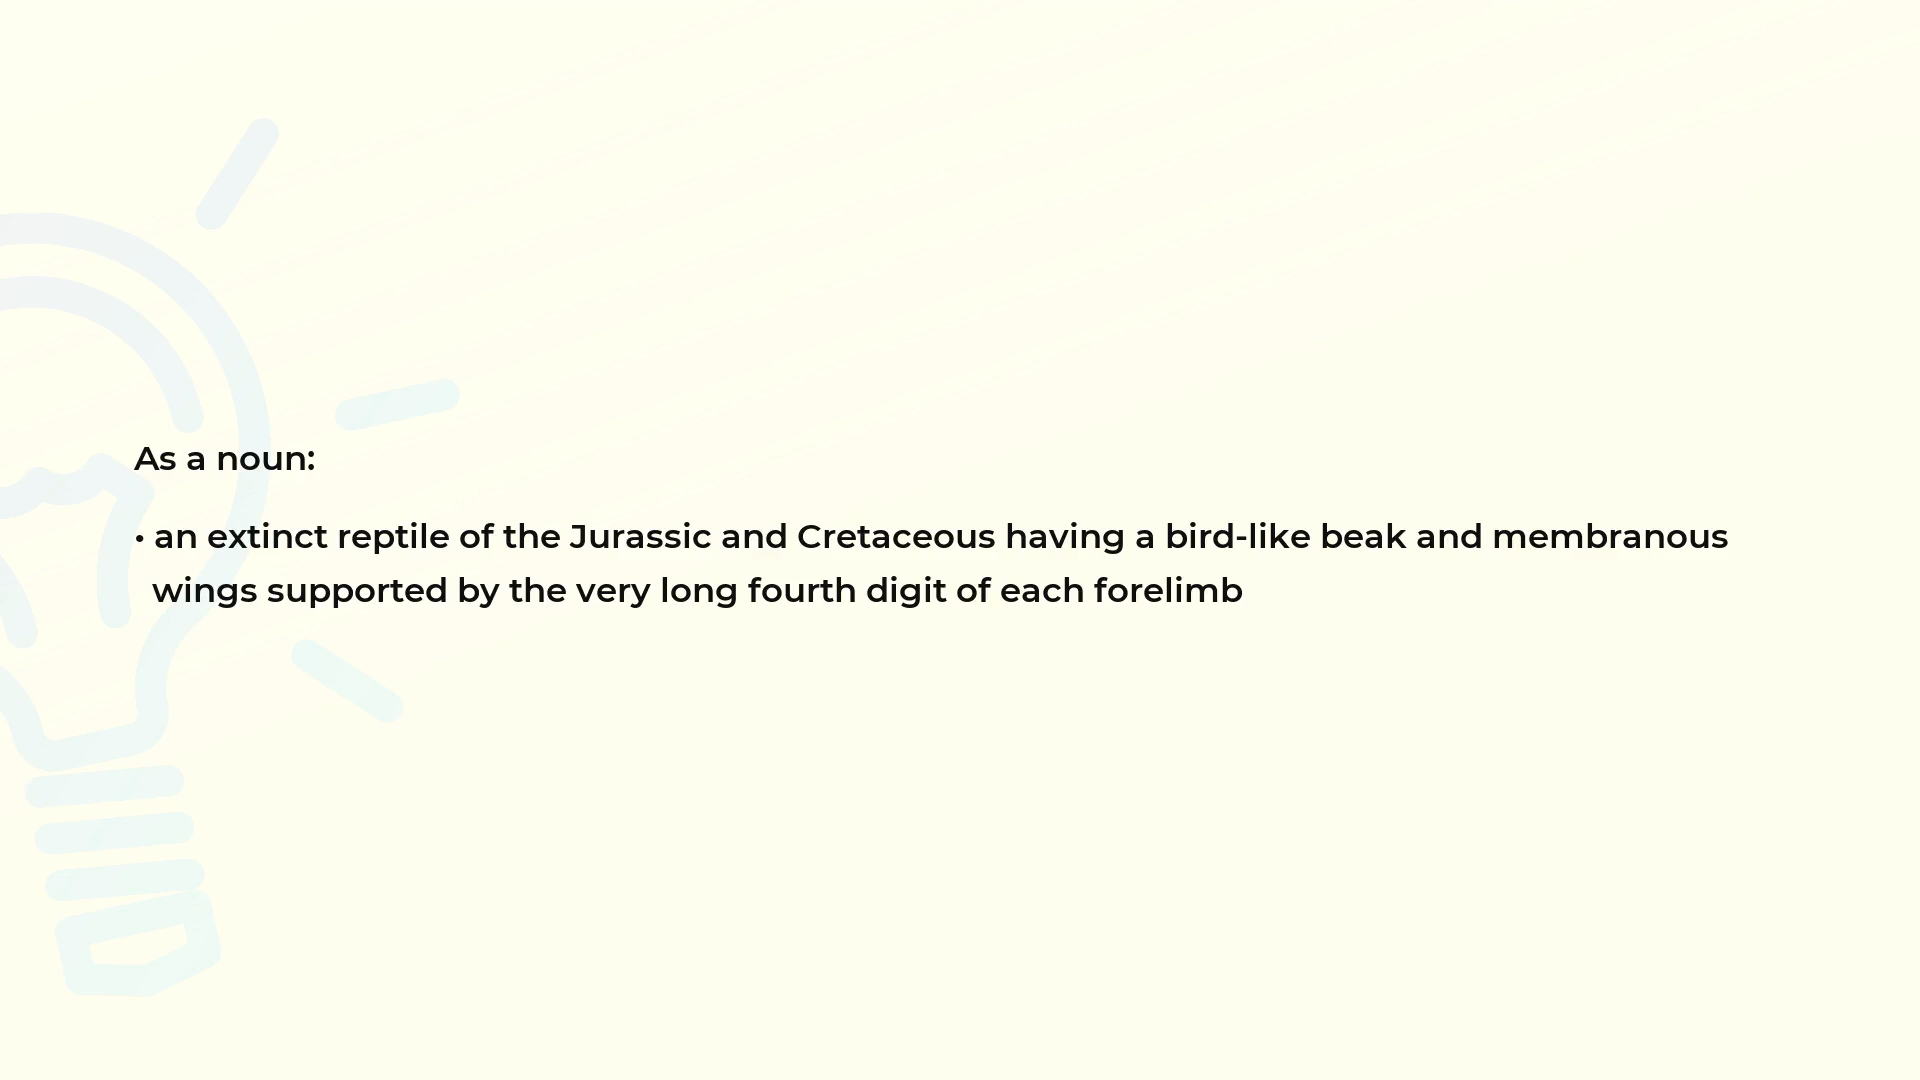 As a noun:
• an extinct reptile of the Jurassic and Cretaceous having a bird-like beak and membranous
wings supported by the very long fourth digit of each forelimb